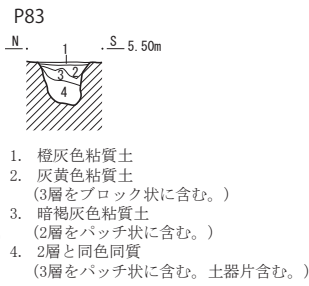 P83
N. 1 .S 5.50m
3 2
4
1. 橙灰色粘質土
2. 灰黄色粘質土
(3層をブロック状に含む。)
3. 暗褐灰色粘質土
(2層をパッチ状に含む。)
4. 2層と同色同質
(3層をパッチ状に含む。土器片含む。)